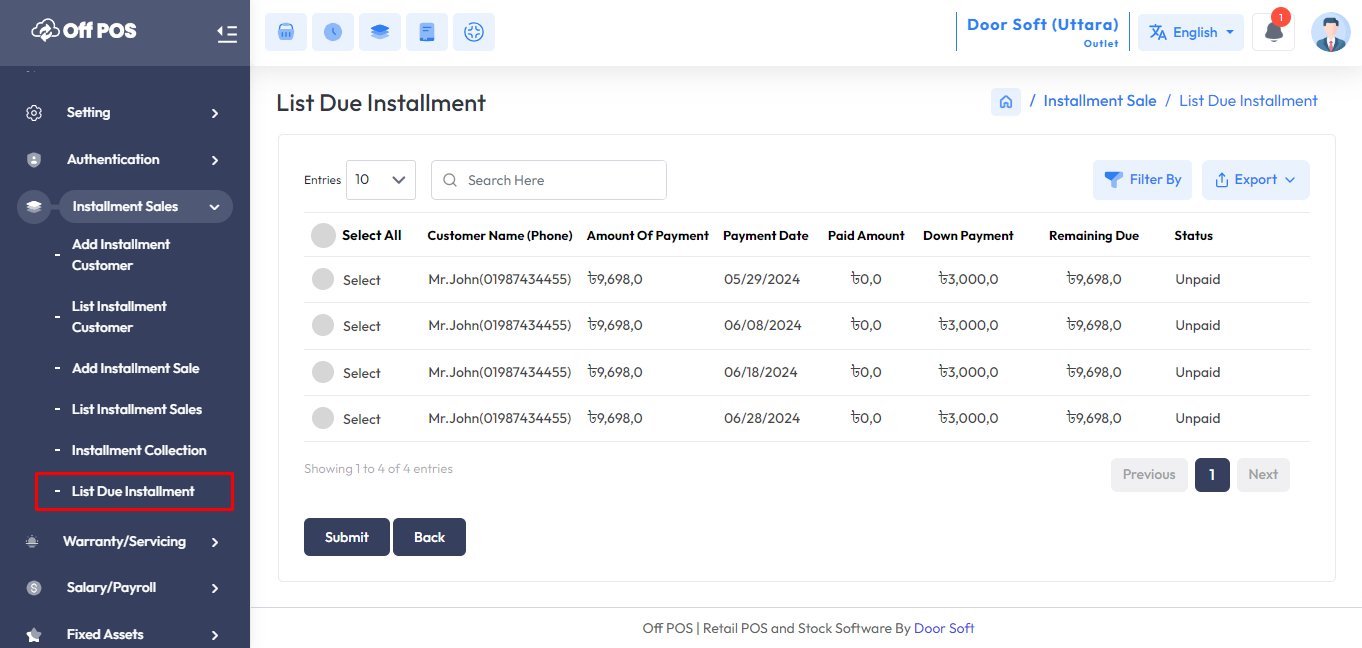 Off POS
Door Soft (Uttara)
Outlet
English
1
Setting
Authentication
Installment Sales
- Add Installment
Customer
- List Installment
Customer
- Add Installment Sale
- List Installment Sales
- Installment Collection
- List Due Installment
Warranty/Servicing
Salary/Payroll
Fixed Assets
List Due Installment
/ Installment Sale / List Due Installment
Entries 10 Search Here Filter By Export
Select All Customer Name (Phone) Amount Of Payment Payment Date Paid Amount Down Payment Remaining Due Status
Select Mr.John(01987434455) ৳9,698,0 05/29/2024 ৳0,0 ৳3,000,0 ৳9,698,0 Unpaid
Select Mr.John(01987434455) ৳9,698,0 06/08/2024 ৳0,0 ৳3,000,0 ৳9,698,0 Unpaid
Select Mr.John(01987434455) ৳9,698,0 06/18/2024 ৳0,0 ৳3,000,0 ৳9,698,0 Unpaid
Select Mr.John(01987434455) ৳9,698,0 06/28/2024 ৳0,0 ৳3,000,0 ৳9,698,0 Unpaid
Showing 1 to 4 of 4 entries
Previous 1 Next
Submit Back
Off POS | Retail POS and Stock Software By Door Soft